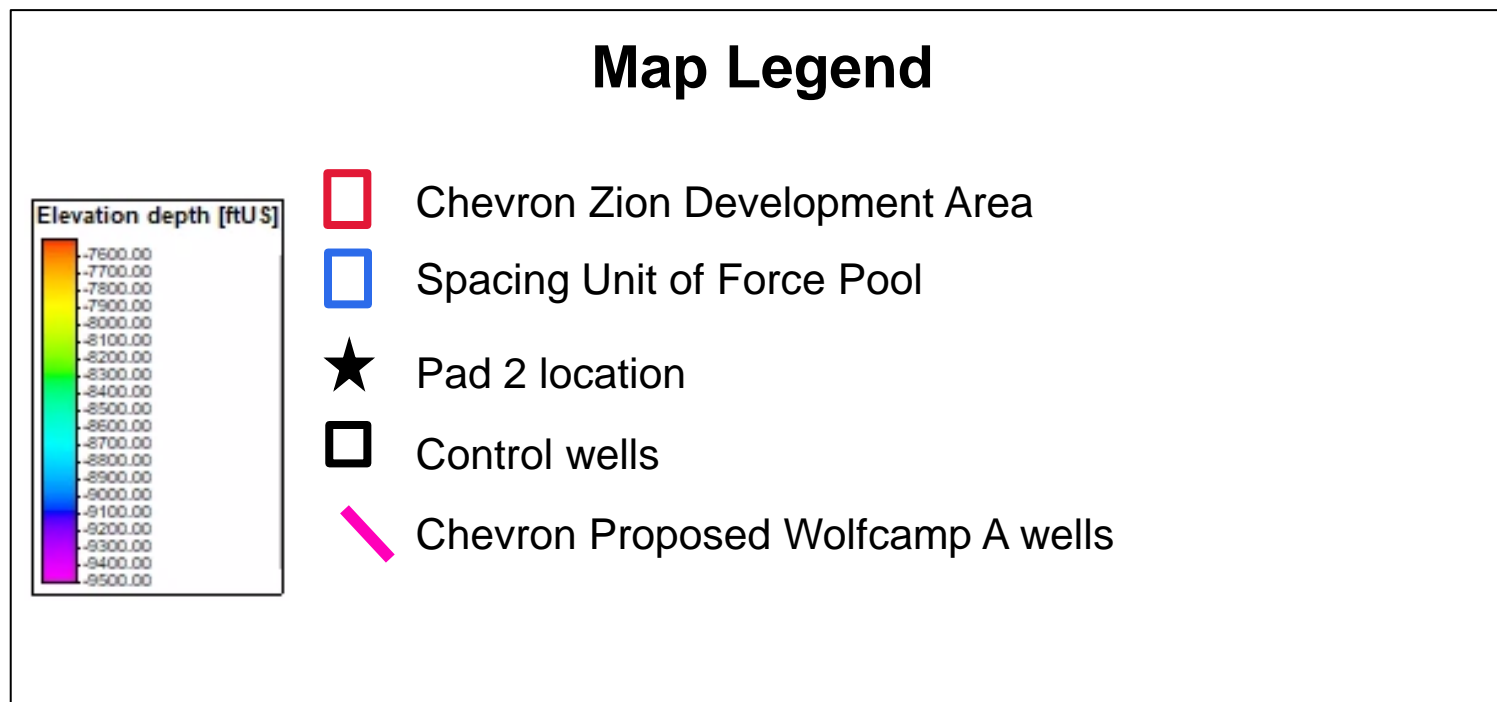 Map Legend
Elevation depth [ftUS]
-7600.00
-7700.00
-7800.00
-7900.00
-8000.00
-8100.00
-8200.00
-8300.00
-8400.00
-8500.00
-8600.00
-8700.00
-8800.00
-8900.00
-9000.00
-9100.00
-9200.00
-9300.00
-9400.00
-9500.00
Chevron Zion Development Area
Spacing Unit of Force Pool
Pad 2 location
Control wells
Chevron Proposed Wolfcamp A wells